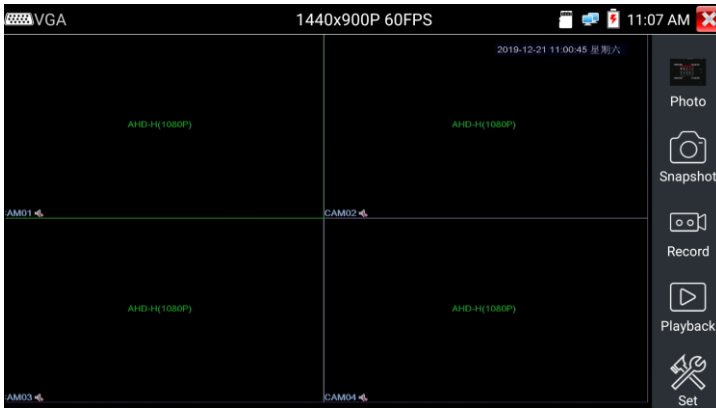 VGA
1440x900P 60FPS
11:07 AM
2019-12-21 11:00:45 星期六
AHD-H(1080P)
AHD-H(1080P)
Photo
Snapshot
CAM01
CAM02
Record
AHD-H(1080P)
AHD-H(1080P)
Playback
CAM03
CAM04
Set